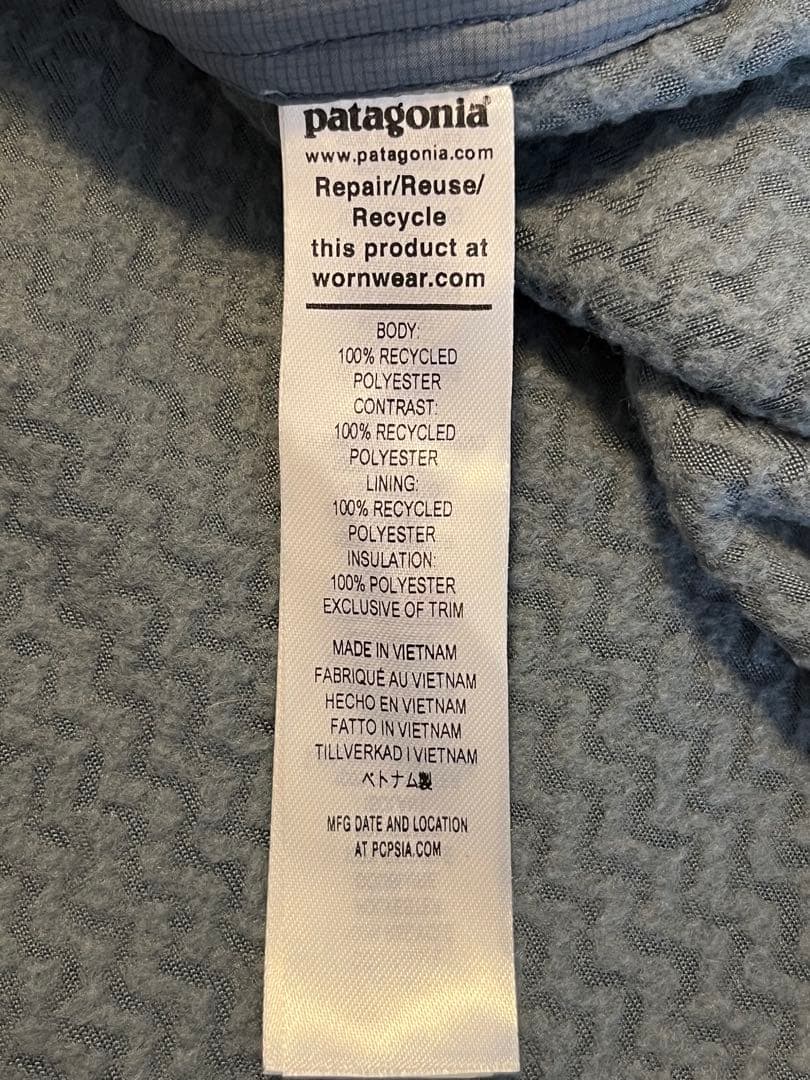 patagonia®
www.patagonia.com
Repair/Reuse/
Recycle
this product at
wornwear.com
BODY:
100% RECYCLED
POLYESTER
CONTRAST:
100% RECYCLED
POLYESTER
LINING:
100% RECYCLED
POLYESTER
INSULATION:
100% POLYESTER
EXCLUSIVE OF TRIM
MADE IN VIETNAM
FABRIQUÉ AU VIETNAM
HECHO EN VIETNAM
FATTO IN VIETNAM
TILLVERKAD I VIETNAM
ベトナム製
MFG DATE AND LOCATION
AT PCPSIA.COM